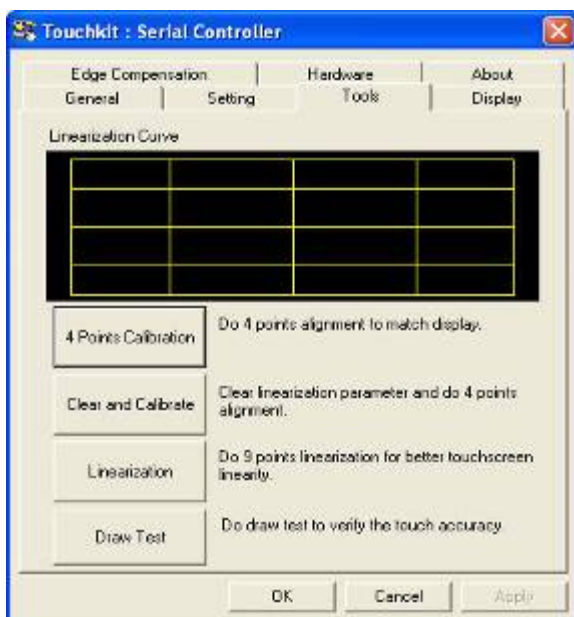 Touchkit : Serial Controller
Edge Compensation Hardware About
General Setting Tools Display
Linearization Curve
4 Points Calibration
Do 4 points alignment to match display.
Clear and Calibrate
Clear linearization parameter and do 4 points
alignment.
Linearization
Do 9 points linearization for better touchscreen
linearity.
Draw Test
Do draw test to verify the touch accuracy.
OK Cancel Apply